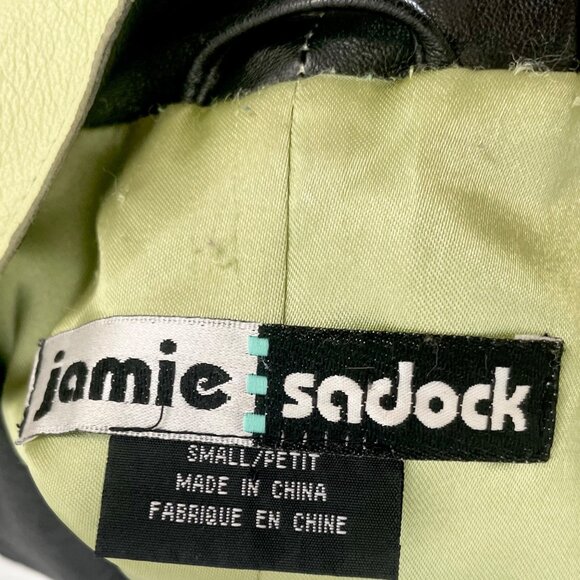 jamie sadock
SMALL/PETIT
MADE IN CHINA
FABRIQUE EN CHINE